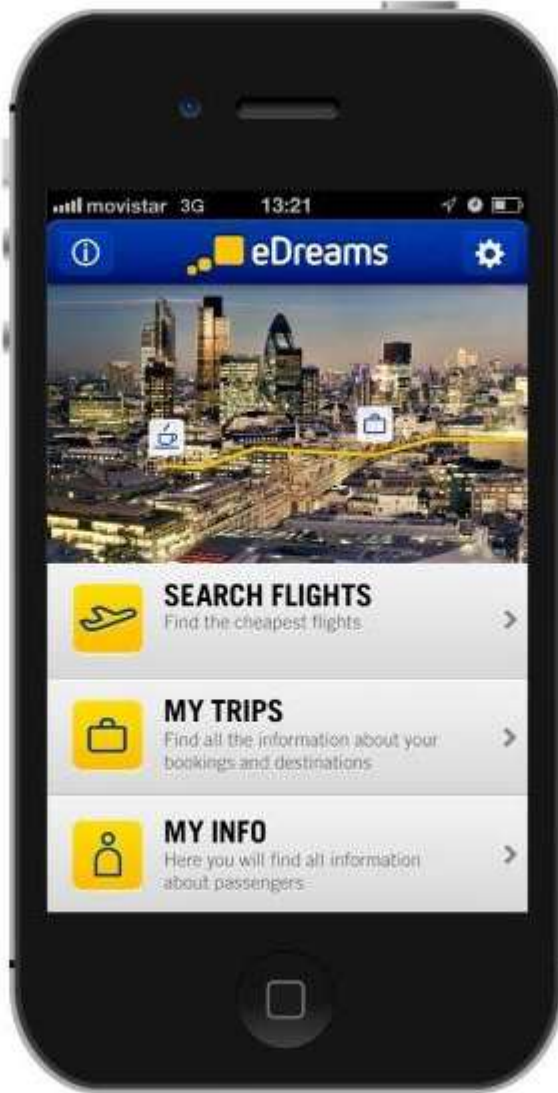 movistar 3G 13:21
eDreams
SEARCH FLIGHTS
Find the cheapest flights
MY TRIPS
Find all the information about your
bookings and destinations
MY INFO
Here you will find all information
about passengers